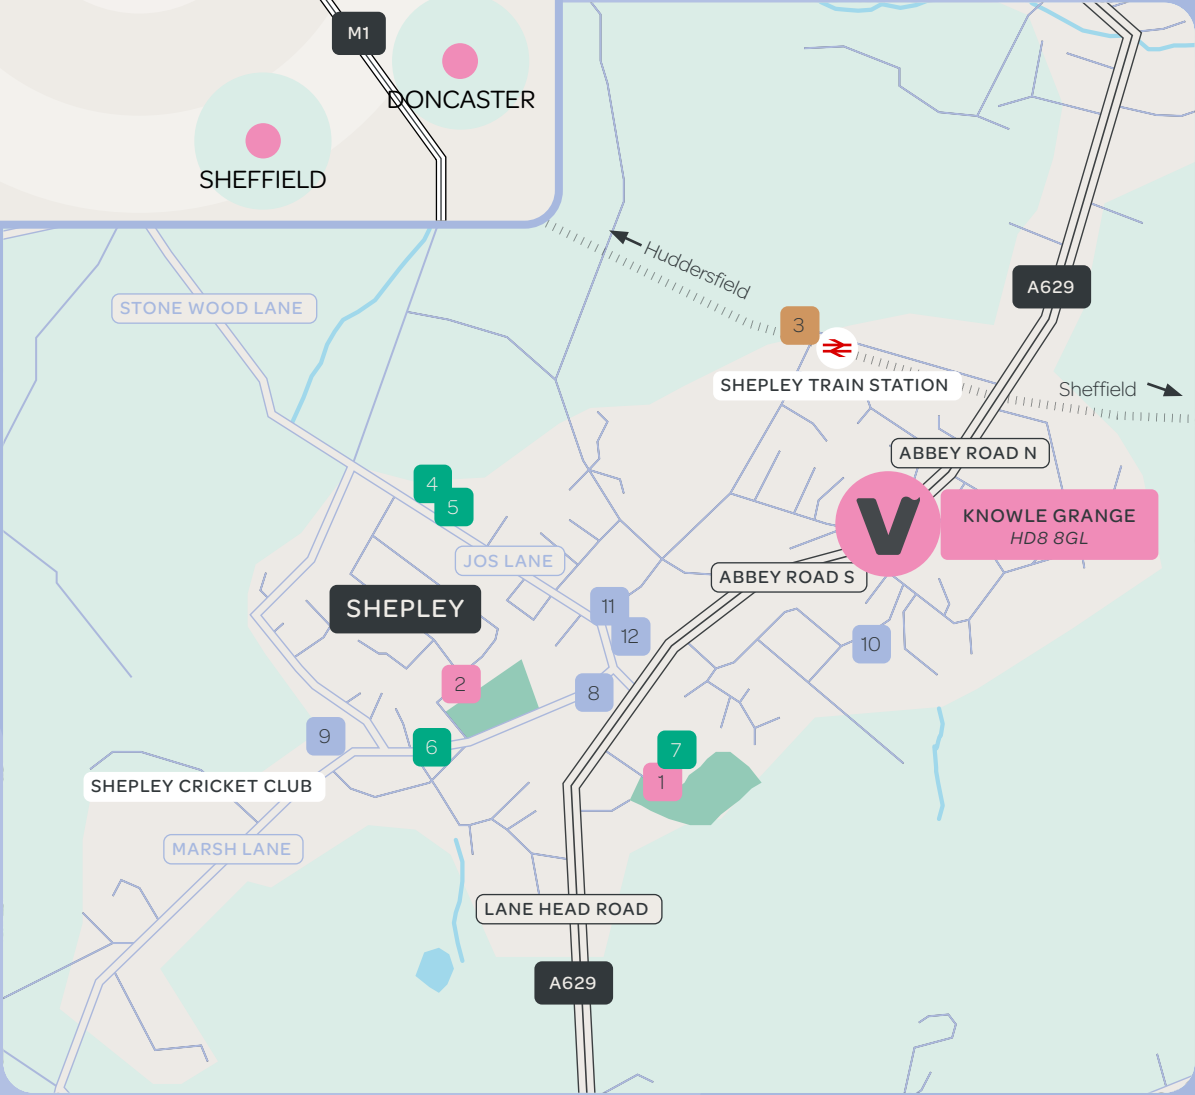 M1
DONCASTER
SHEFFIELD
Huddersfield
STONE WOOD LANE
A629
3
SHEPLEY TRAIN STATION
Sheffield
ABBEY ROAD N
4
5
V
KNOWLE GRANGE
HD8 8GL
JOS LANE
ABBEY ROAD S
SHEPLEY
11
12
10
2
8
9
6
7
1
SHEPLEY CRICKET CLUB
MARSH LANE
LANE HEAD ROAD
A629